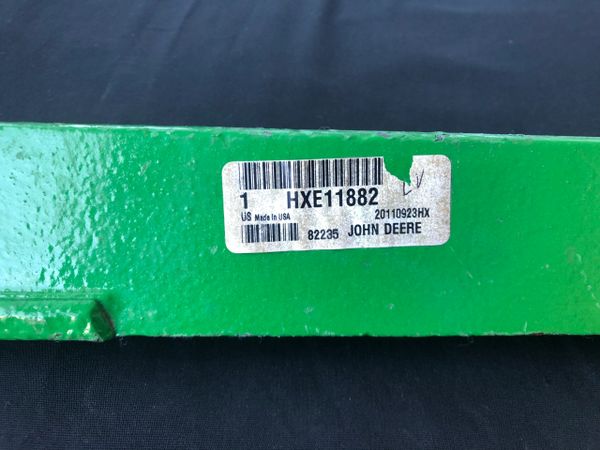 1 HXE11882
US Made In USA 20110923HX
82235 JOHN DEERE